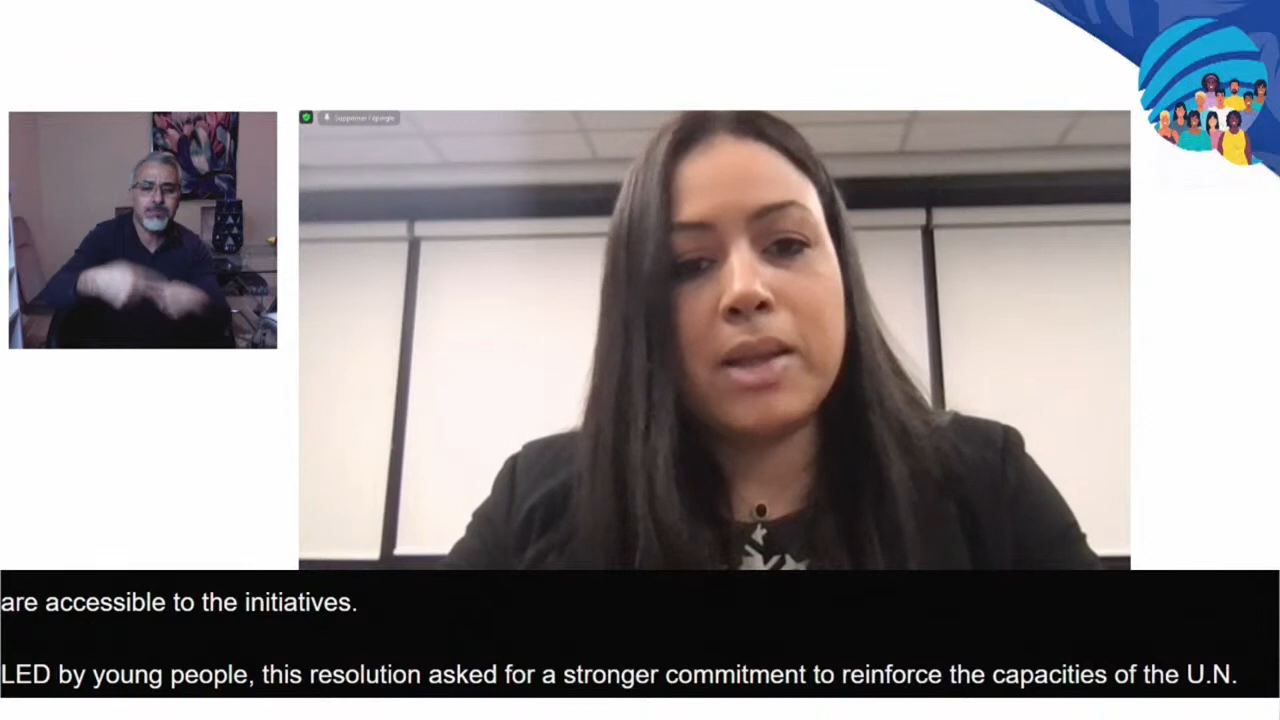 are accessible to the initiatives.
LED by young people, this resolution asked for a stronger commitment to reinforce the capacities of the U.N.